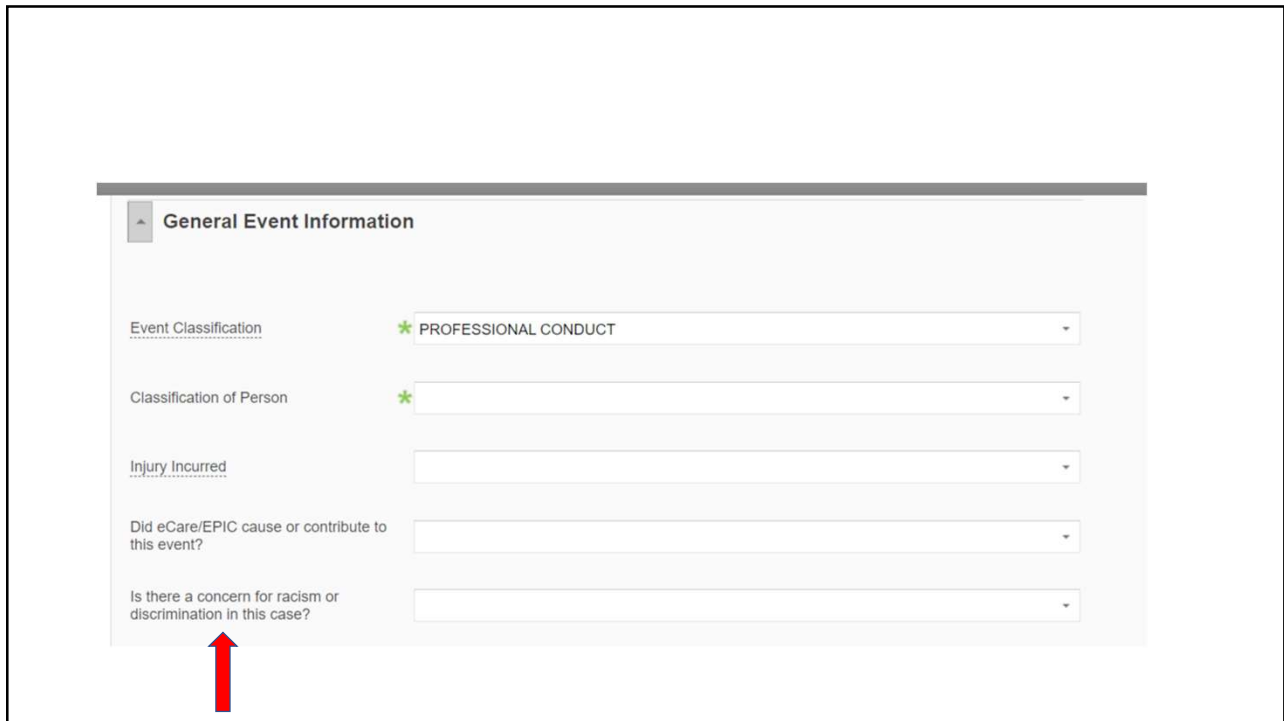 General Event Information
Event Classification * PROFESSIONAL CONDUCT
Classification of Person *
Injury Incurred
Did eCare/EPIC cause or contribute to
this event?
Is there a concern for racism or
discrimination in this case?